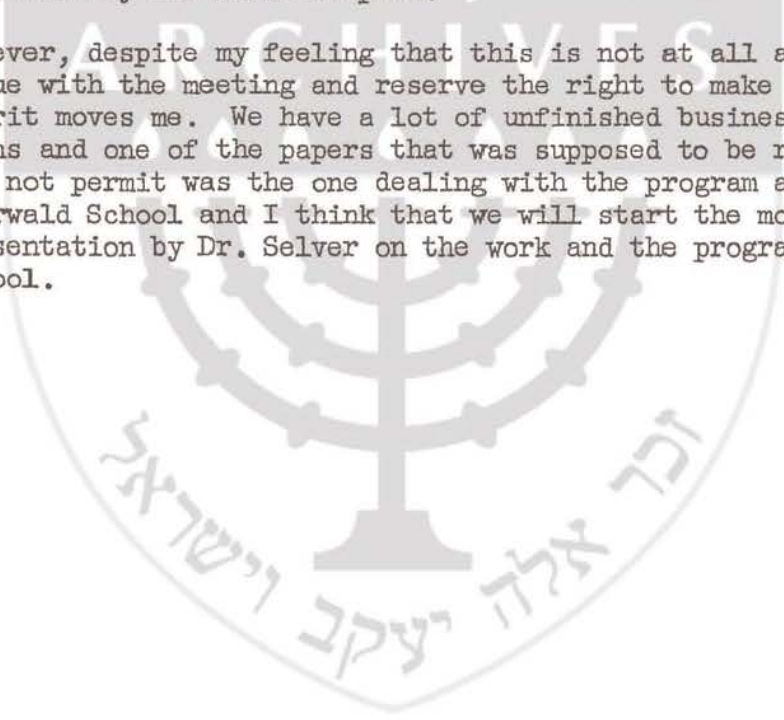 ARCHIVES
ever, despite my feeling that this is not at all a
ue with the meeting and reserve the right to make
rit moves me. We have a lot of unfinished busines
ns and one of the papers that was supposed to be r
not permit was the one dealing with the program a
rwald School and I think that we will start the mo
sentation by Dr. Selver on the work and the progra
ool.
זכר אלה יעקב וישראל